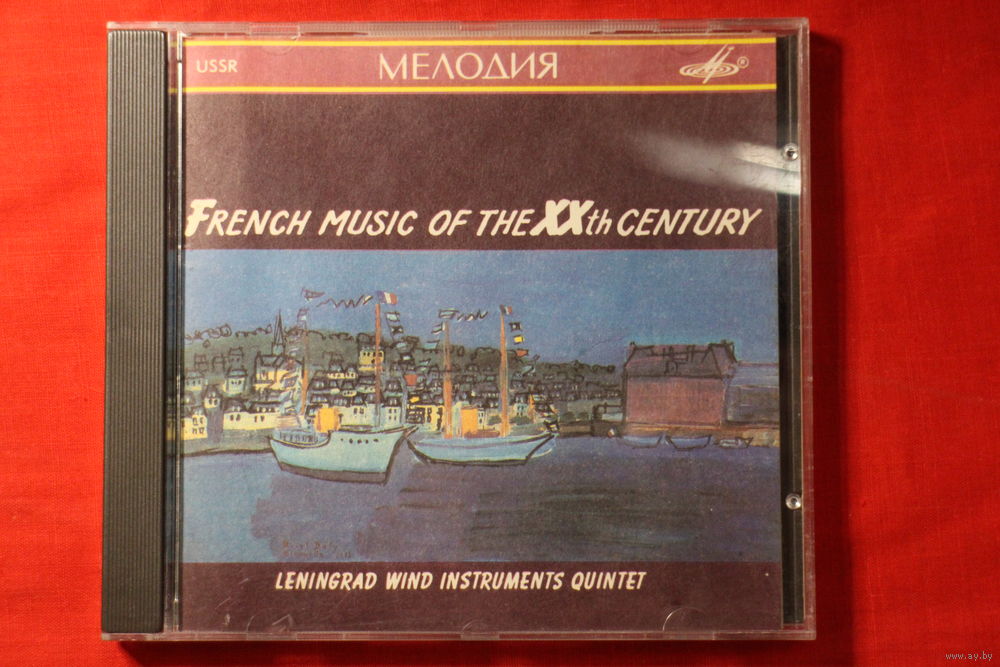 USSR
МЕЛОДИЯ
®
FRENCH MUSIC OF THE XXth CENTURY
LENINGRAD WIND INSTRUMENTS QUINTET
www.ay.by